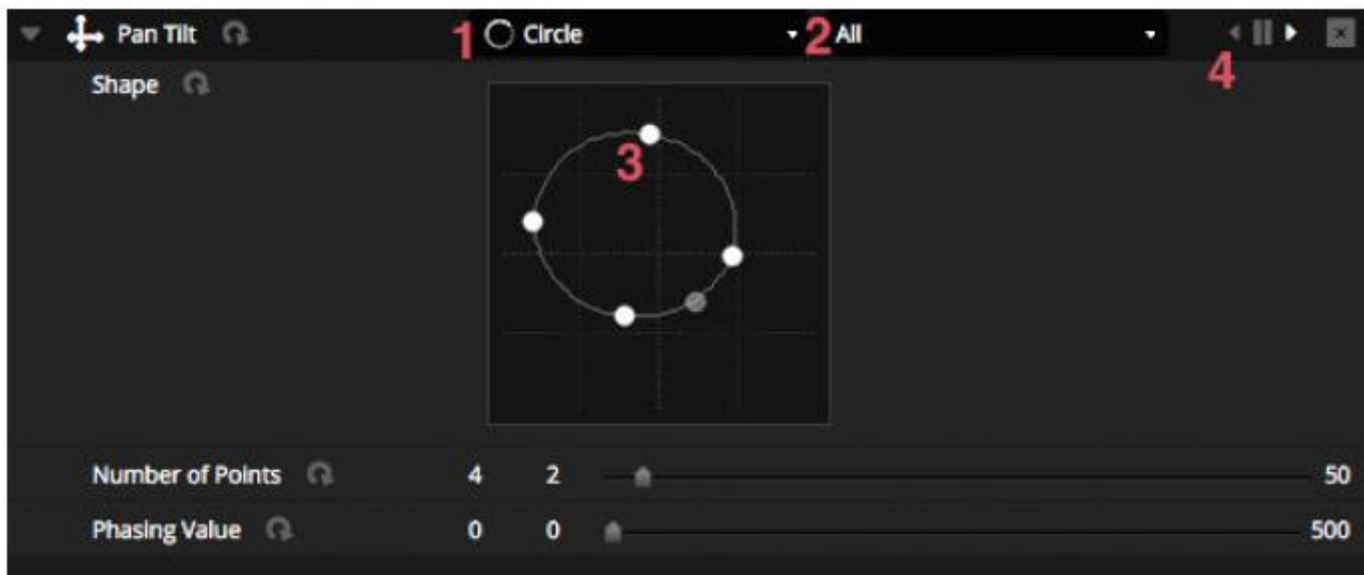 Pan Tilt 1 Circle 2 All 4
Shape
3
Number of Points 4 2 50
Phasing Value 0 0 500